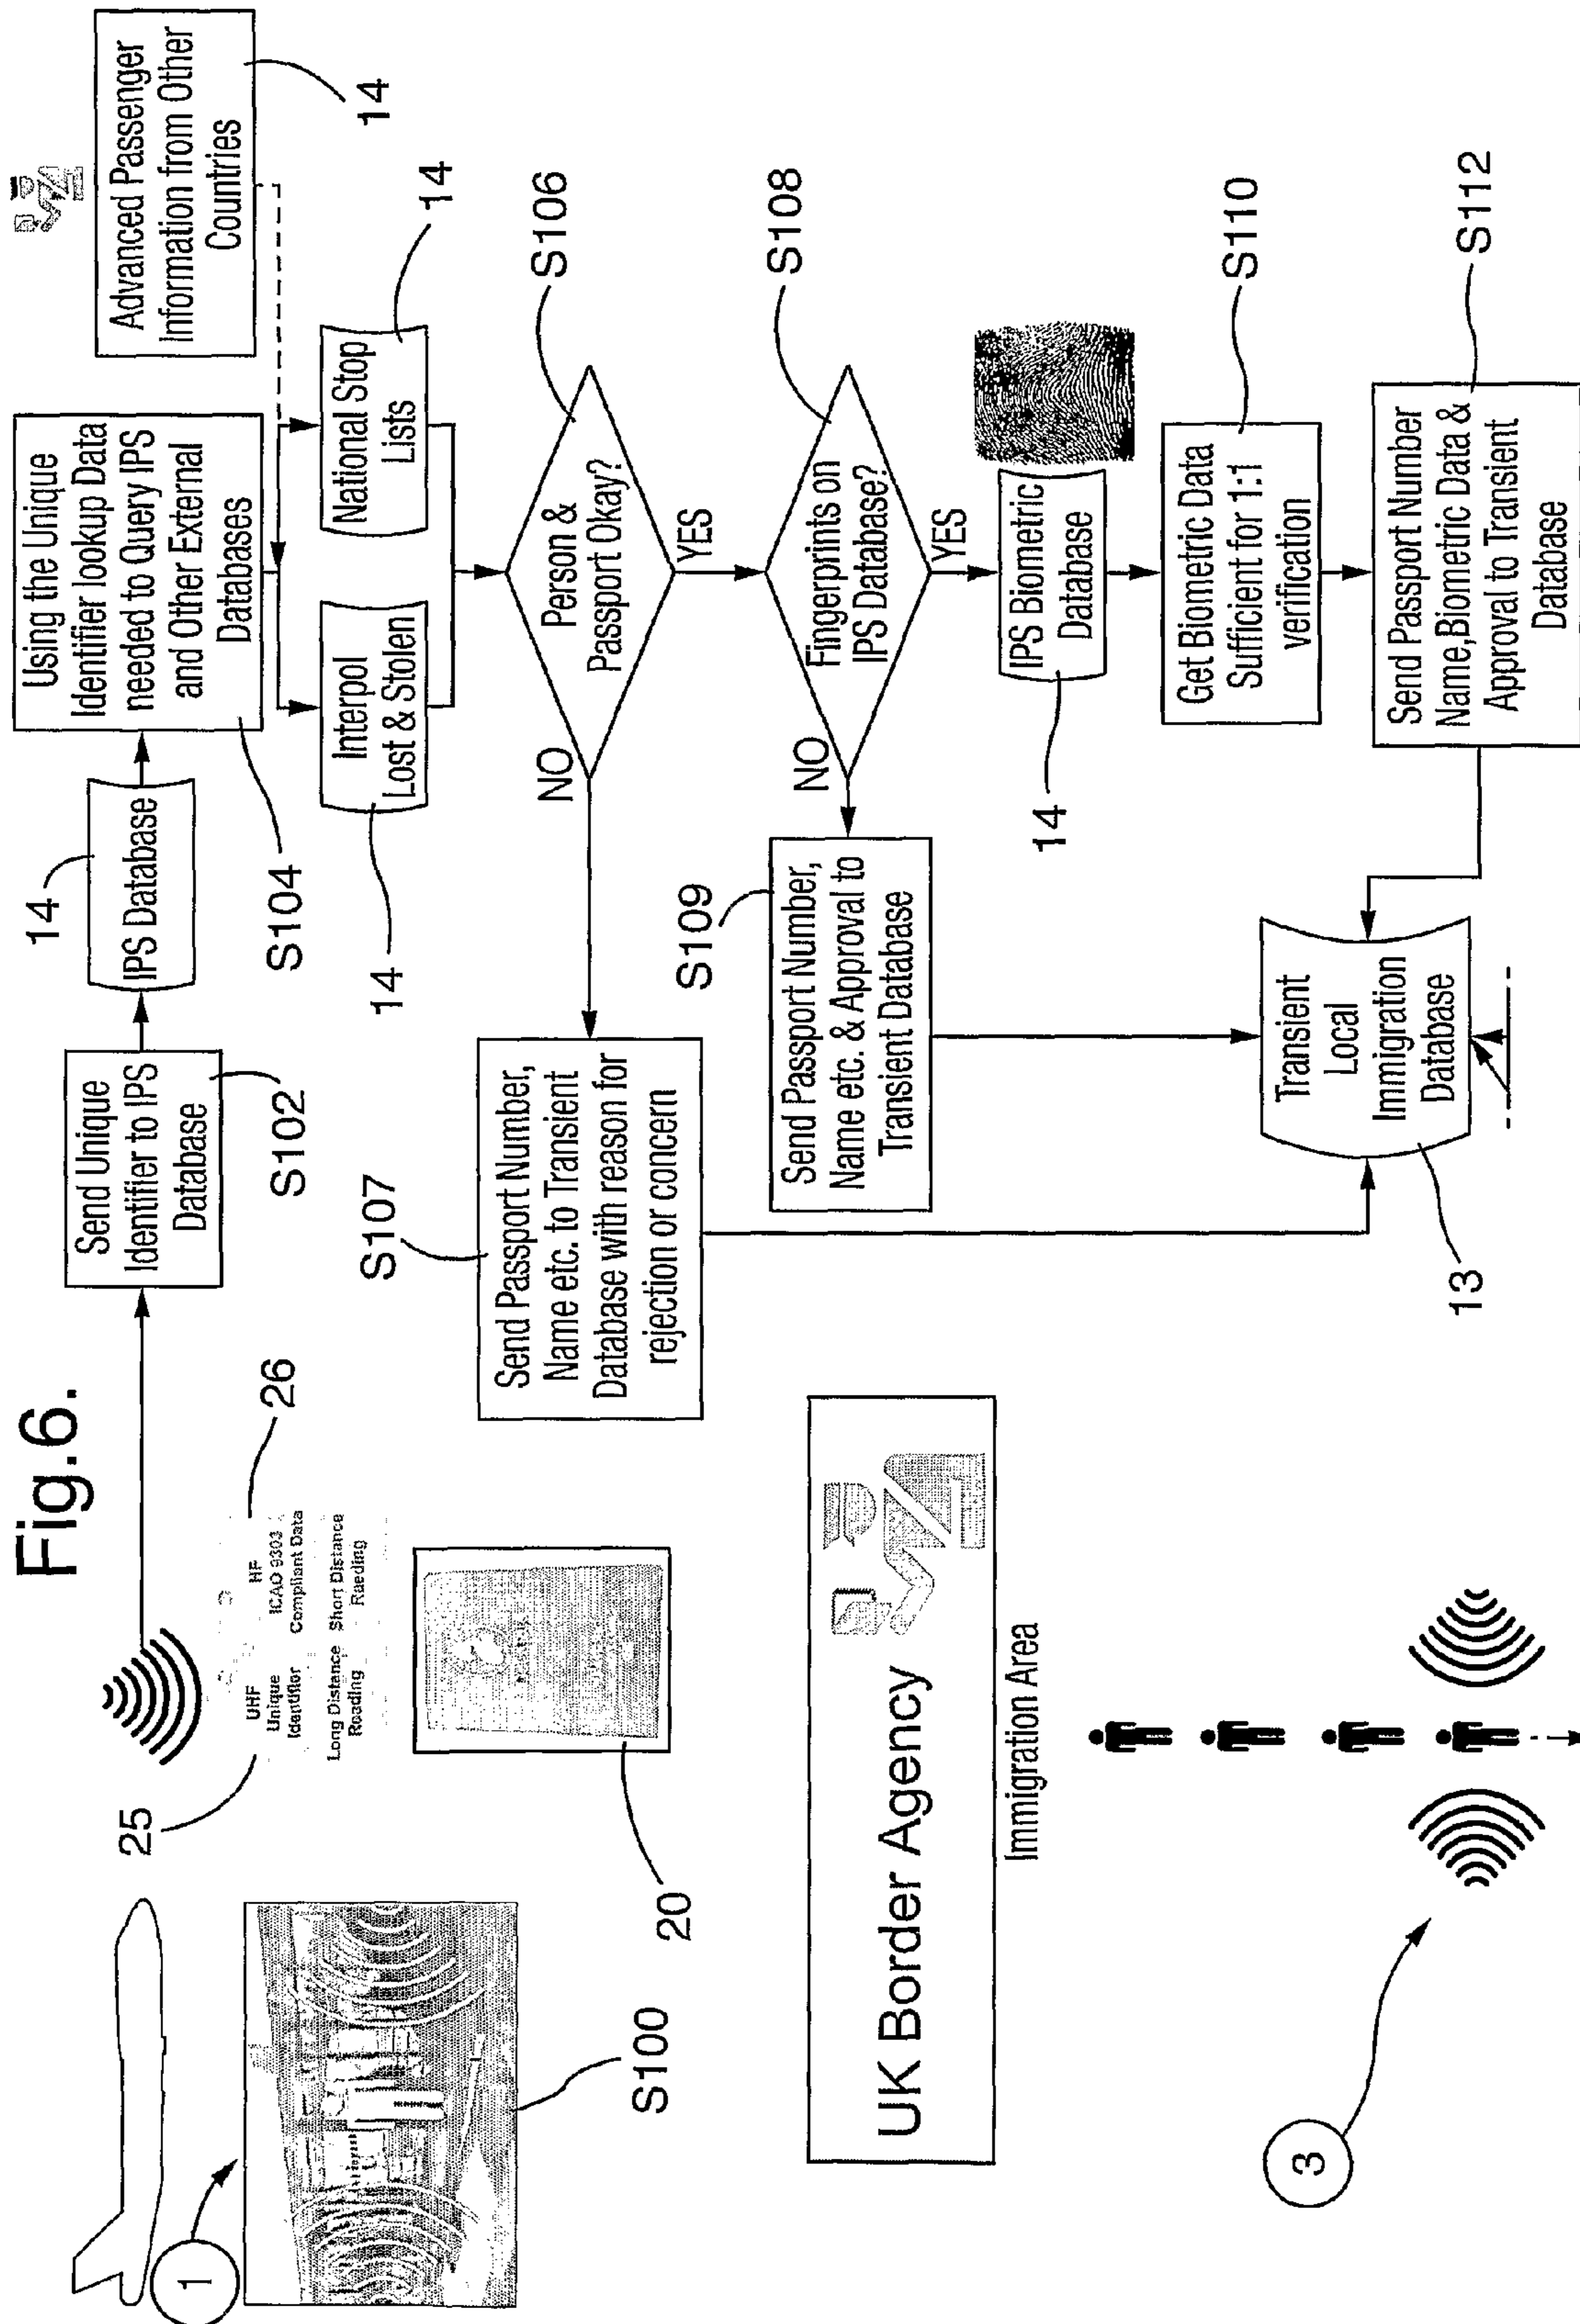 Fig.6.
1
S100
25
26
UHF
Unique
Identifier
Long Distance
Reading
HF
ICAO 9303
Compliant Data
Short Distance
Reading
20
Send Unique
Identifier to IPS
Database
S102
14
IPS Database
Using the Unique
Identifier lookup Data
needed to Query IPS
and Other External
Databases
S104
Advanced Passenger
Information from Other
Countries
14
Interpol
Lost & Stolen
14
National Stop
Lists
14
Person &
Passport Okay?
S106
NO
YES
S107
Send Passport Number,
Name etc. to Transient
Database with reason for
rejection or concern
Fingerprints on
IPS Database?
S108
NO
YES
S109
Send Passport Number,
Name etc. & Approval to
Transient Database
IPS Biometric
Database
14
Get Biometric Data
Sufficient for 1:1
verification
S110
Send Passport Number
Name,Biometric Data &
Approval to Transient
Database
S112
Transient
Local
Immigration
Database
13
UK Border Agency
Immigration Area
3